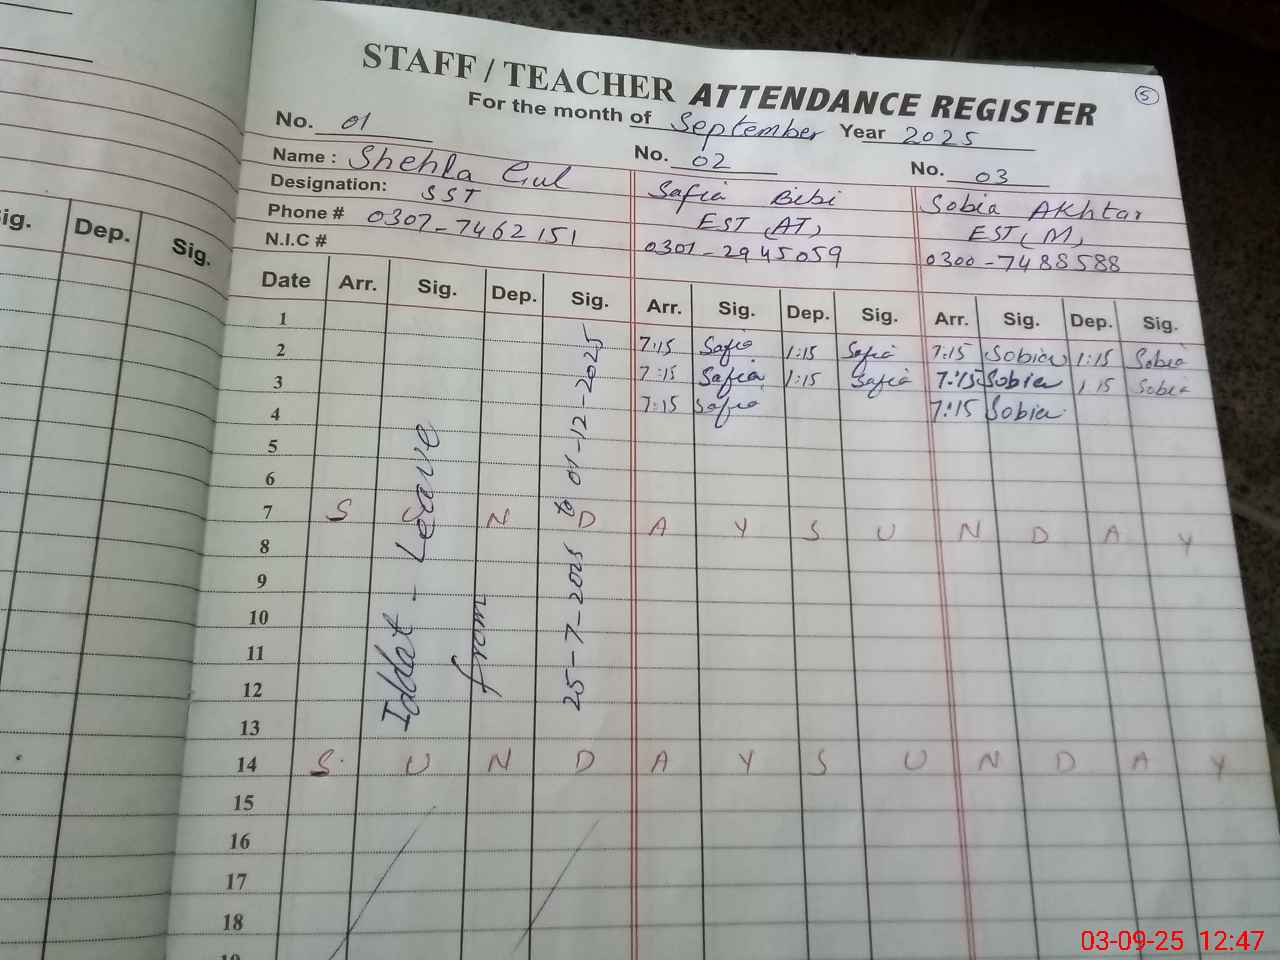 STAFF / TEACHER ATTENDANCE REGISTER
5
For the month of September Year 2025
No. 01
No. 02
No. 03
Name : Shehla Gul
Safia Bibi
Sobia Akhtar
Designation: SST
EST (AT)
EST (M)
Phone # 0307-7462151
0301-2945059
0300-7488588
N.I.C #
ig. Dep. Sig.
Date Arr. Sig. Dep. Sig. Arr. Sig. Dep. Sig. Arr. Sig. Dep. Sig.
1 7:15 Safia 1:15 Safia 7:15 Sobia 1:15 Sobia
2 7:15 Safia 1:15 Safia 7:15 Sobia 1:15 Sobia
3 7:15 Safia 7:15 Sobia
4
5
6
7 S U N D A Y S U N D A Y
8
9
10
11
12
13
14 S U N D A Y S U N D A Y
15
16
17
18
19
Iddat - Leave
from
25-7-2025 to 01-12-2025
03-09-25 12:47